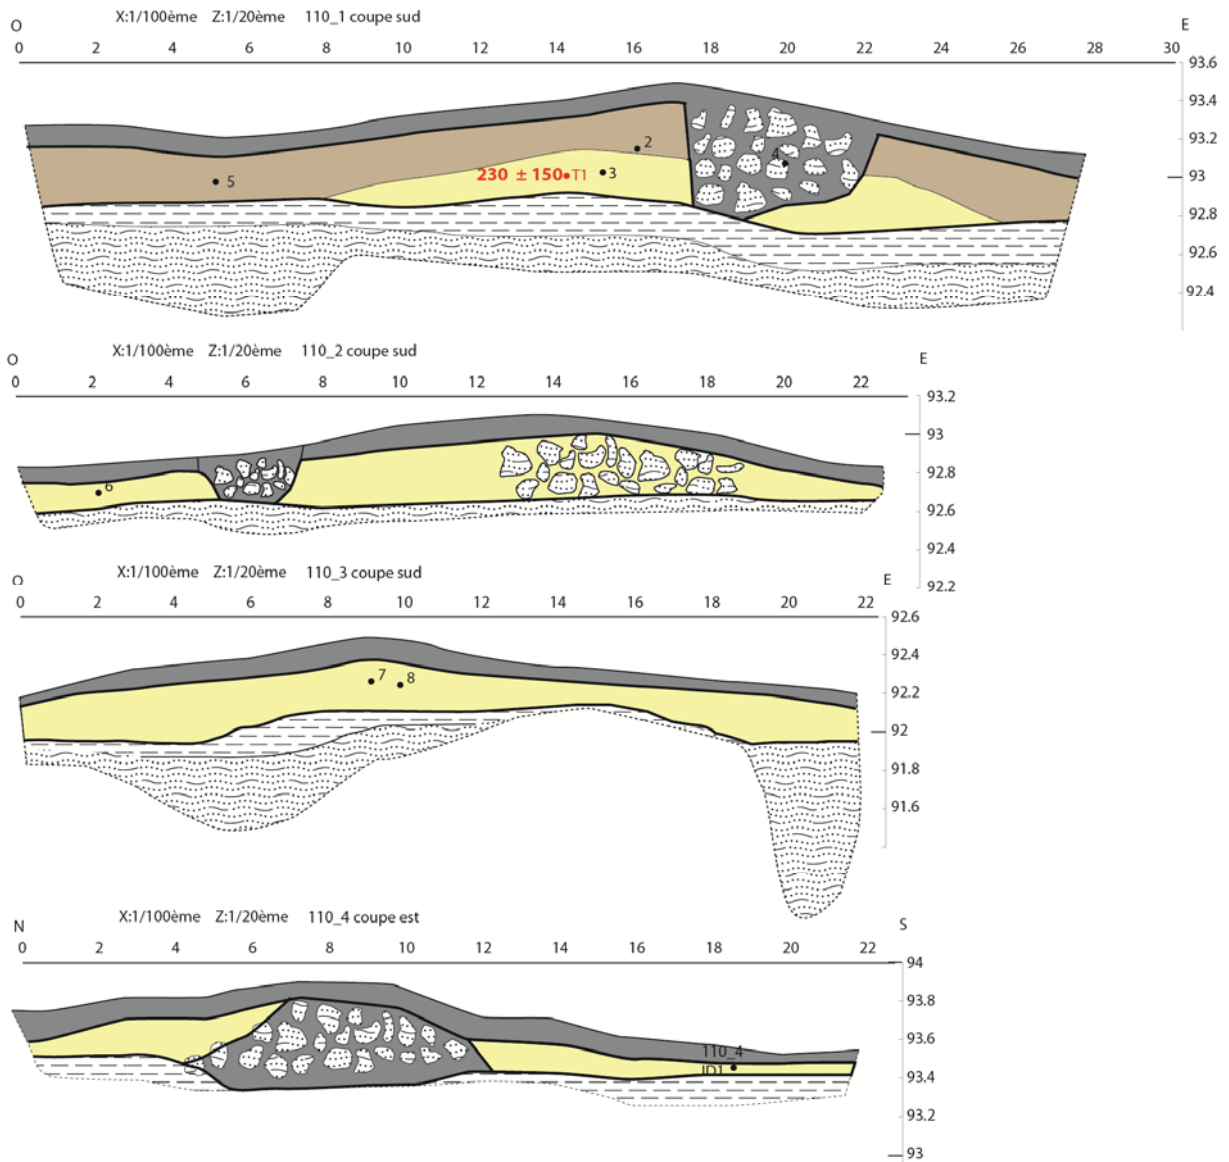 X:1/100ème Z:1/20ème 110_1 coupe sud
O E
0 2 4 6 8 10 12 14 16 18 20 22 24 26 28 30
93.6
93.4
93.2
93
92.8
92.6
92.4
2
4
230 ± 150 T1 3
5
X:1/100ème Z:1/20ème 110_2 coupe sud
O E
0 2 4 6 8 10 12 14 16 18 20 22
93.2
93
92.8
92.6
92.4
92.2
6
X:1/100ème Z:1/20ème 110_3 coupe sud
O E
0 2 4 6 8 10 12 14 16 18 20 22
92.6
92.4
92.2
92
91.8
91.6
7 8
X:1/100ème Z:1/20ème 110_4 coupe est
N S
0 2 4 6 8 10 12 14 16 18 20 22
94
93.8
93.6
93.4
93.2
93
110_4
ID1